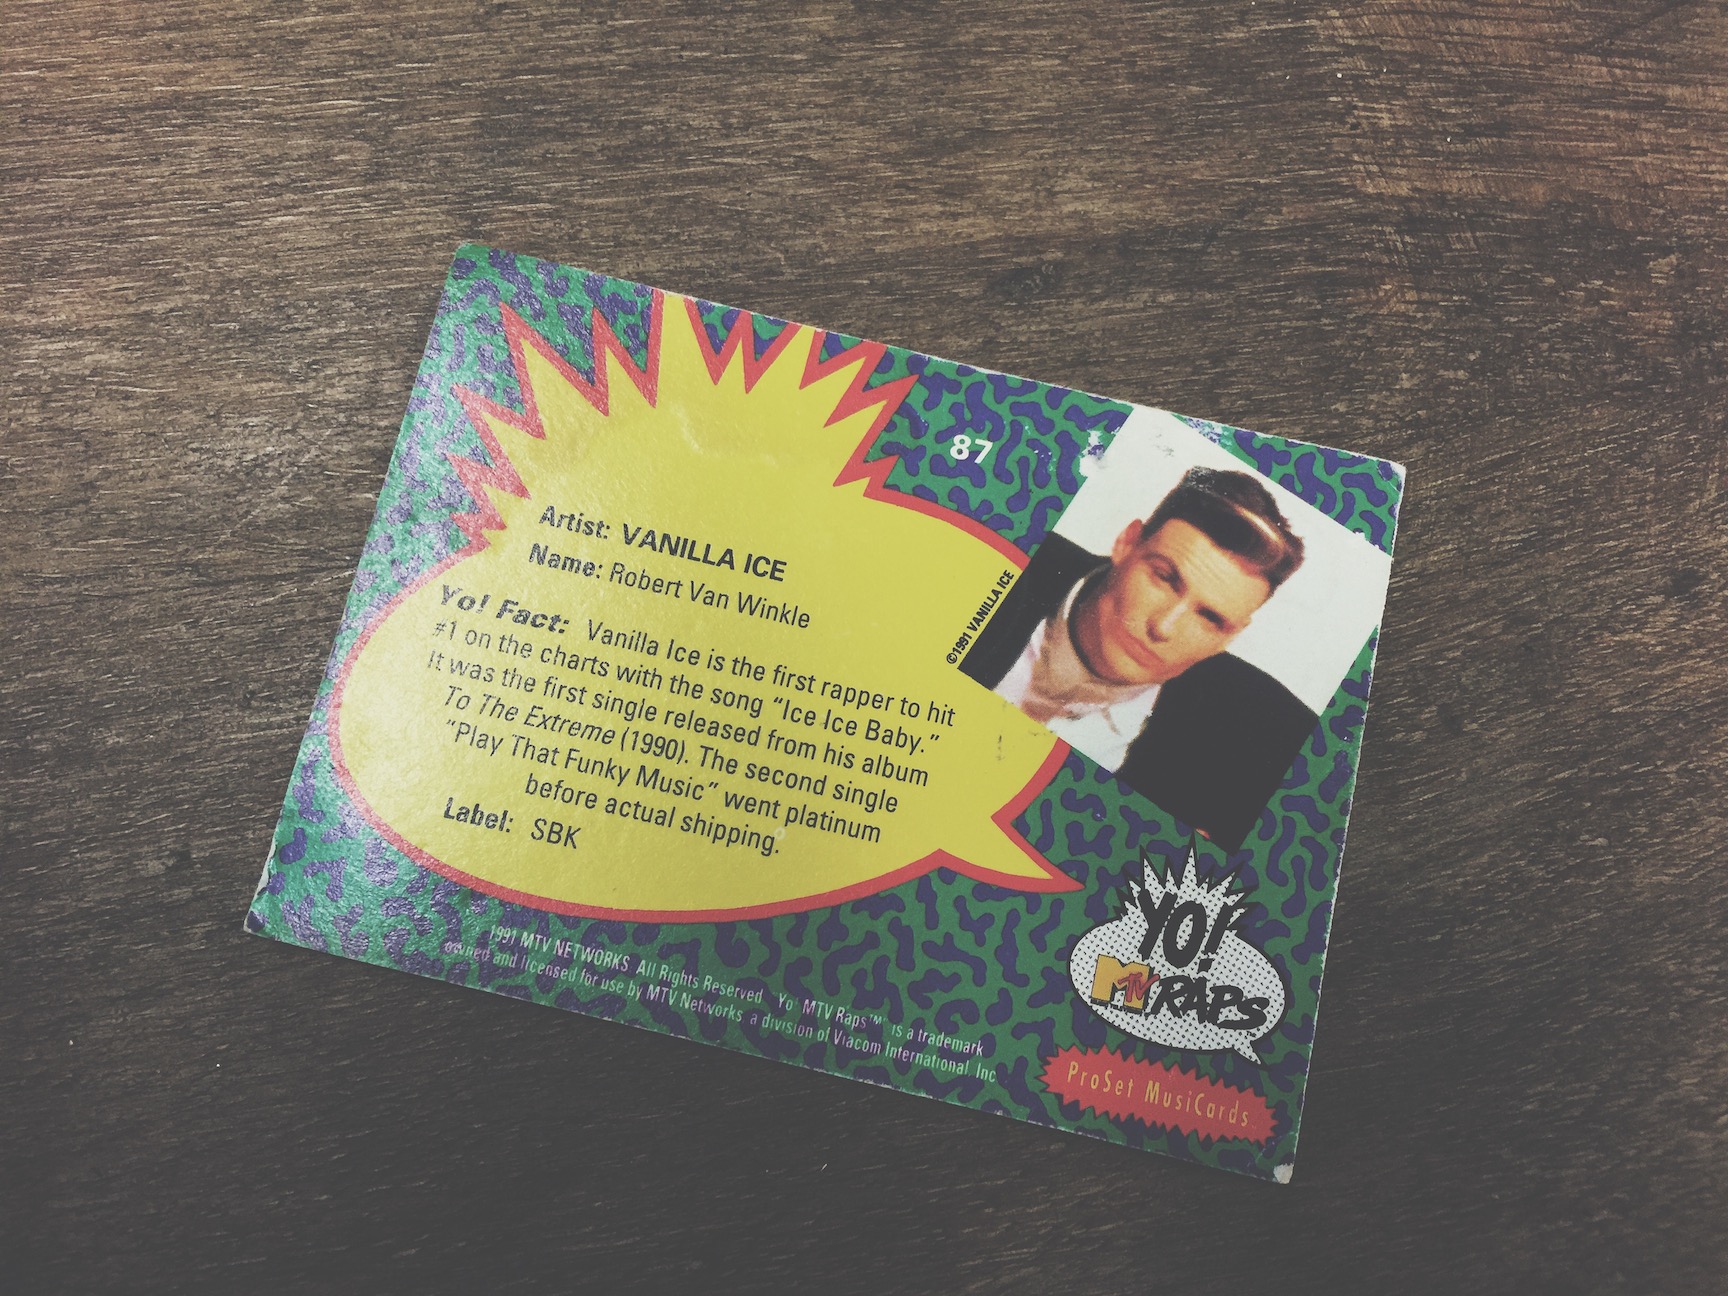 87
Artist: VANILLA ICE
Name: Robert Van Winkle
Yo! Fact: Vanilla Ice is the first rapper to hit
#1 on the charts with the song “Ice Ice Baby.”
It was the first single released from his album
To The Extreme (1990). The second single
“Play That Funky Music” went platinum
before actual shipping.
Label: SBK
©1991 VANILLA ICE
1991 MTV NETWORKS. All Rights Reserved. Yo! MTV Raps™ is a trademark
owned and licensed for use by MTV Networks, a division of Viacom International, Inc.
YO!
MTV RAPS
ProSet MusiCards